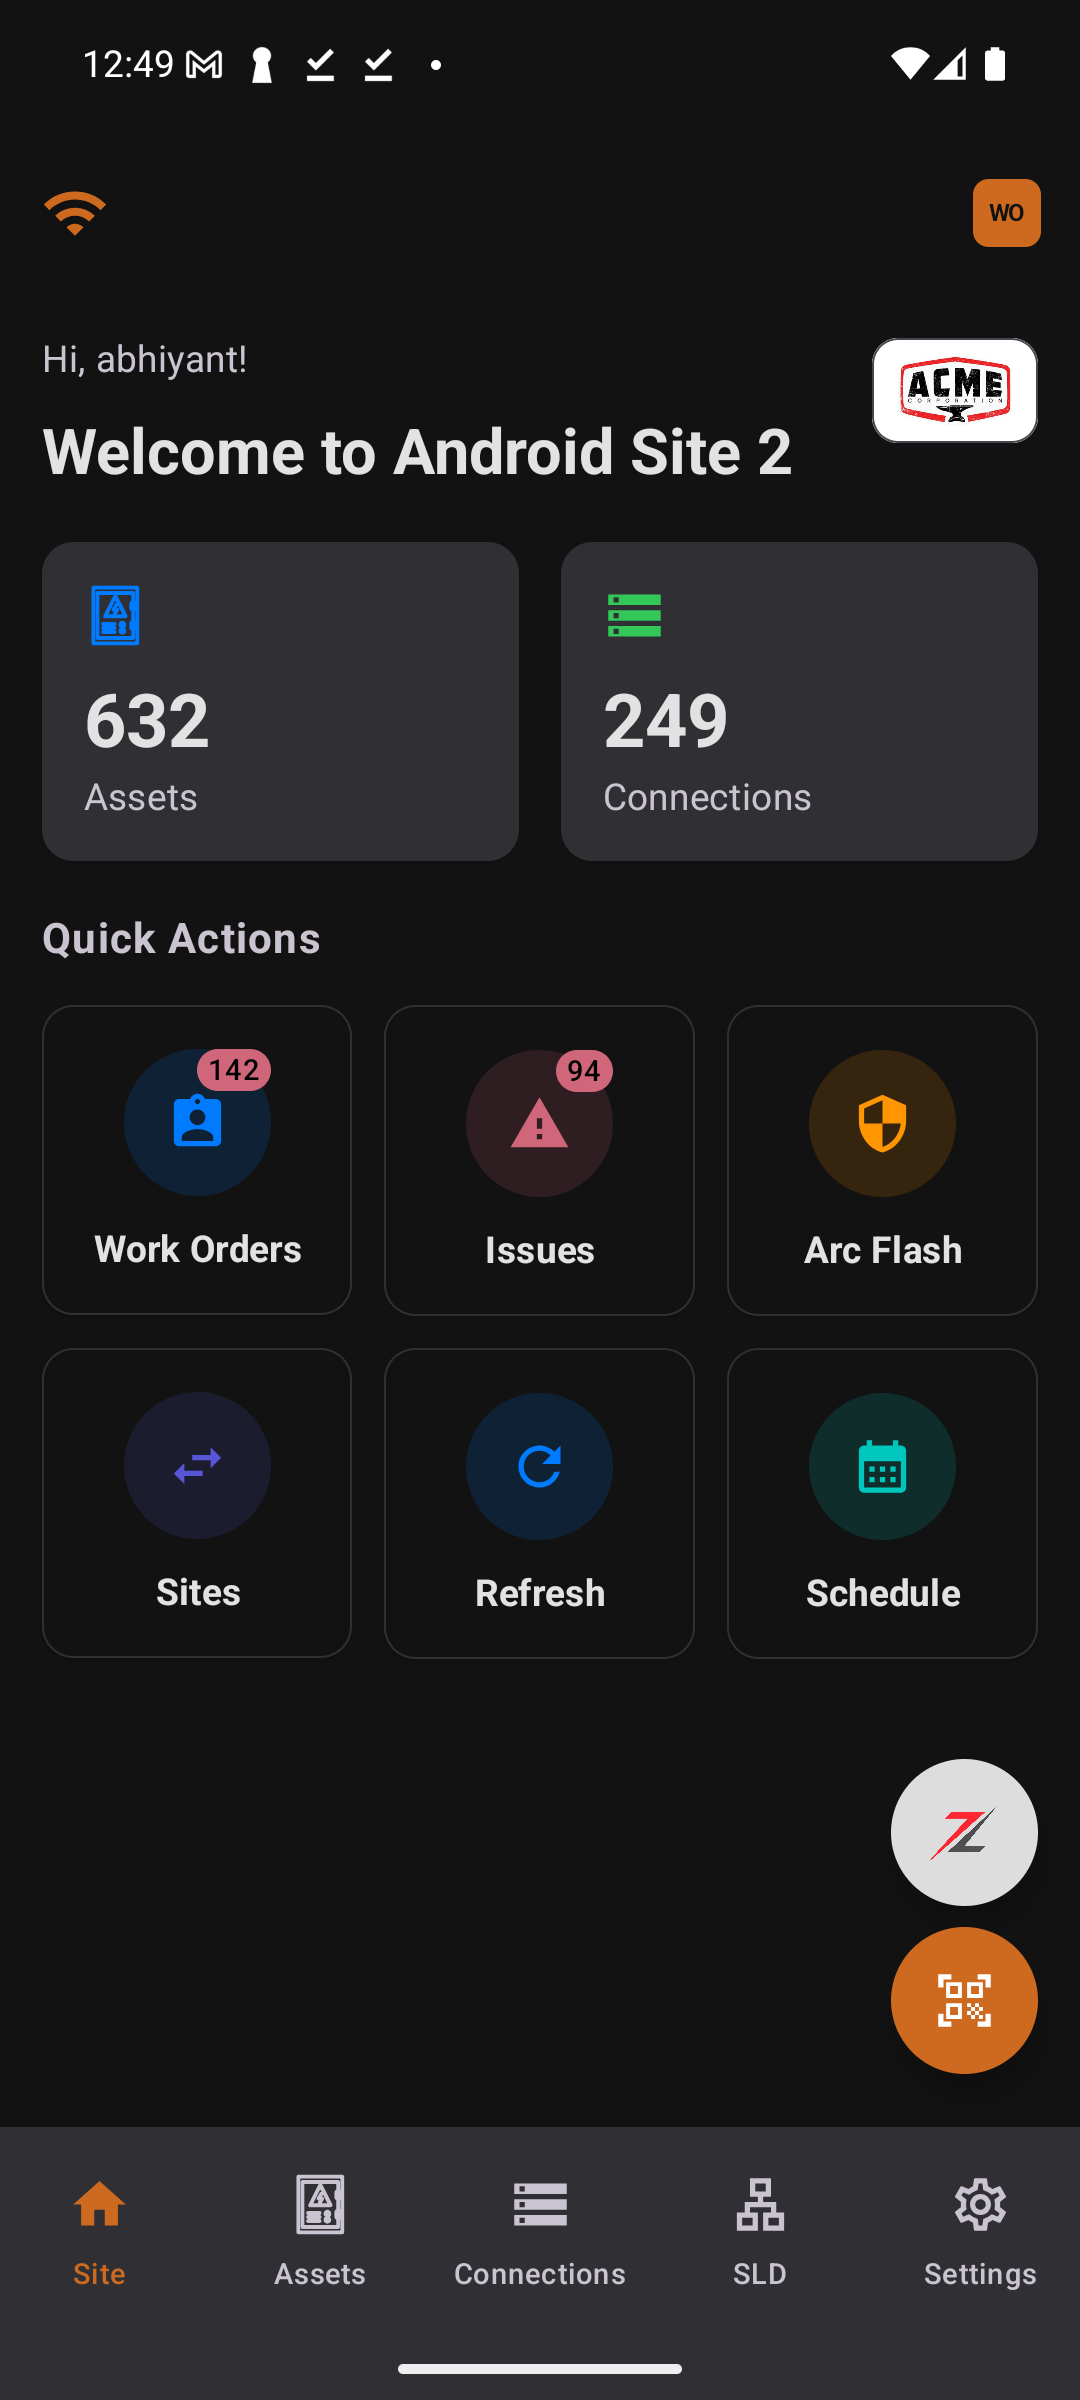 12:49
WO
Hi, abhiyant!
ACME
CORPORATION
Welcome to Android Site 2
632
Assets
249
Connections
Quick Actions
142
Work Orders
94
Issues
Arc Flash
Sites
Refresh
Schedule
Site
Assets
Connections
SLD
Settings